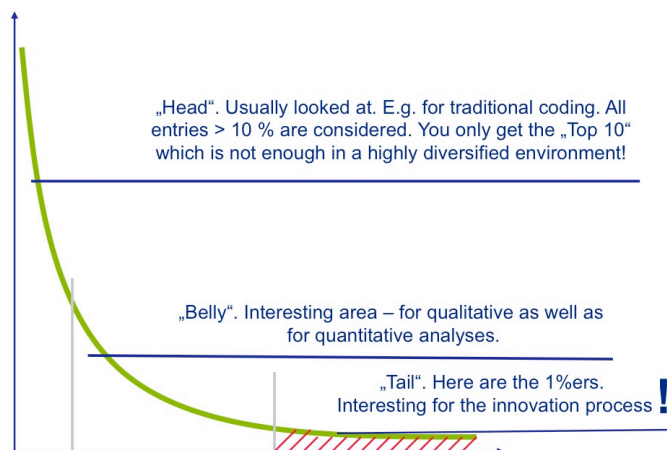 „Head“. Usually looked at. E.g. for traditional coding. All
entries > 10 % are considered. You only get the „Top 10“
which is not enough in a highly diversified environment!
„Belly“. Interesting area – for qualitative as well as
for quantitative analyses.
„Tail“. Here are the 1%ers.
Interesting for the innovation process !